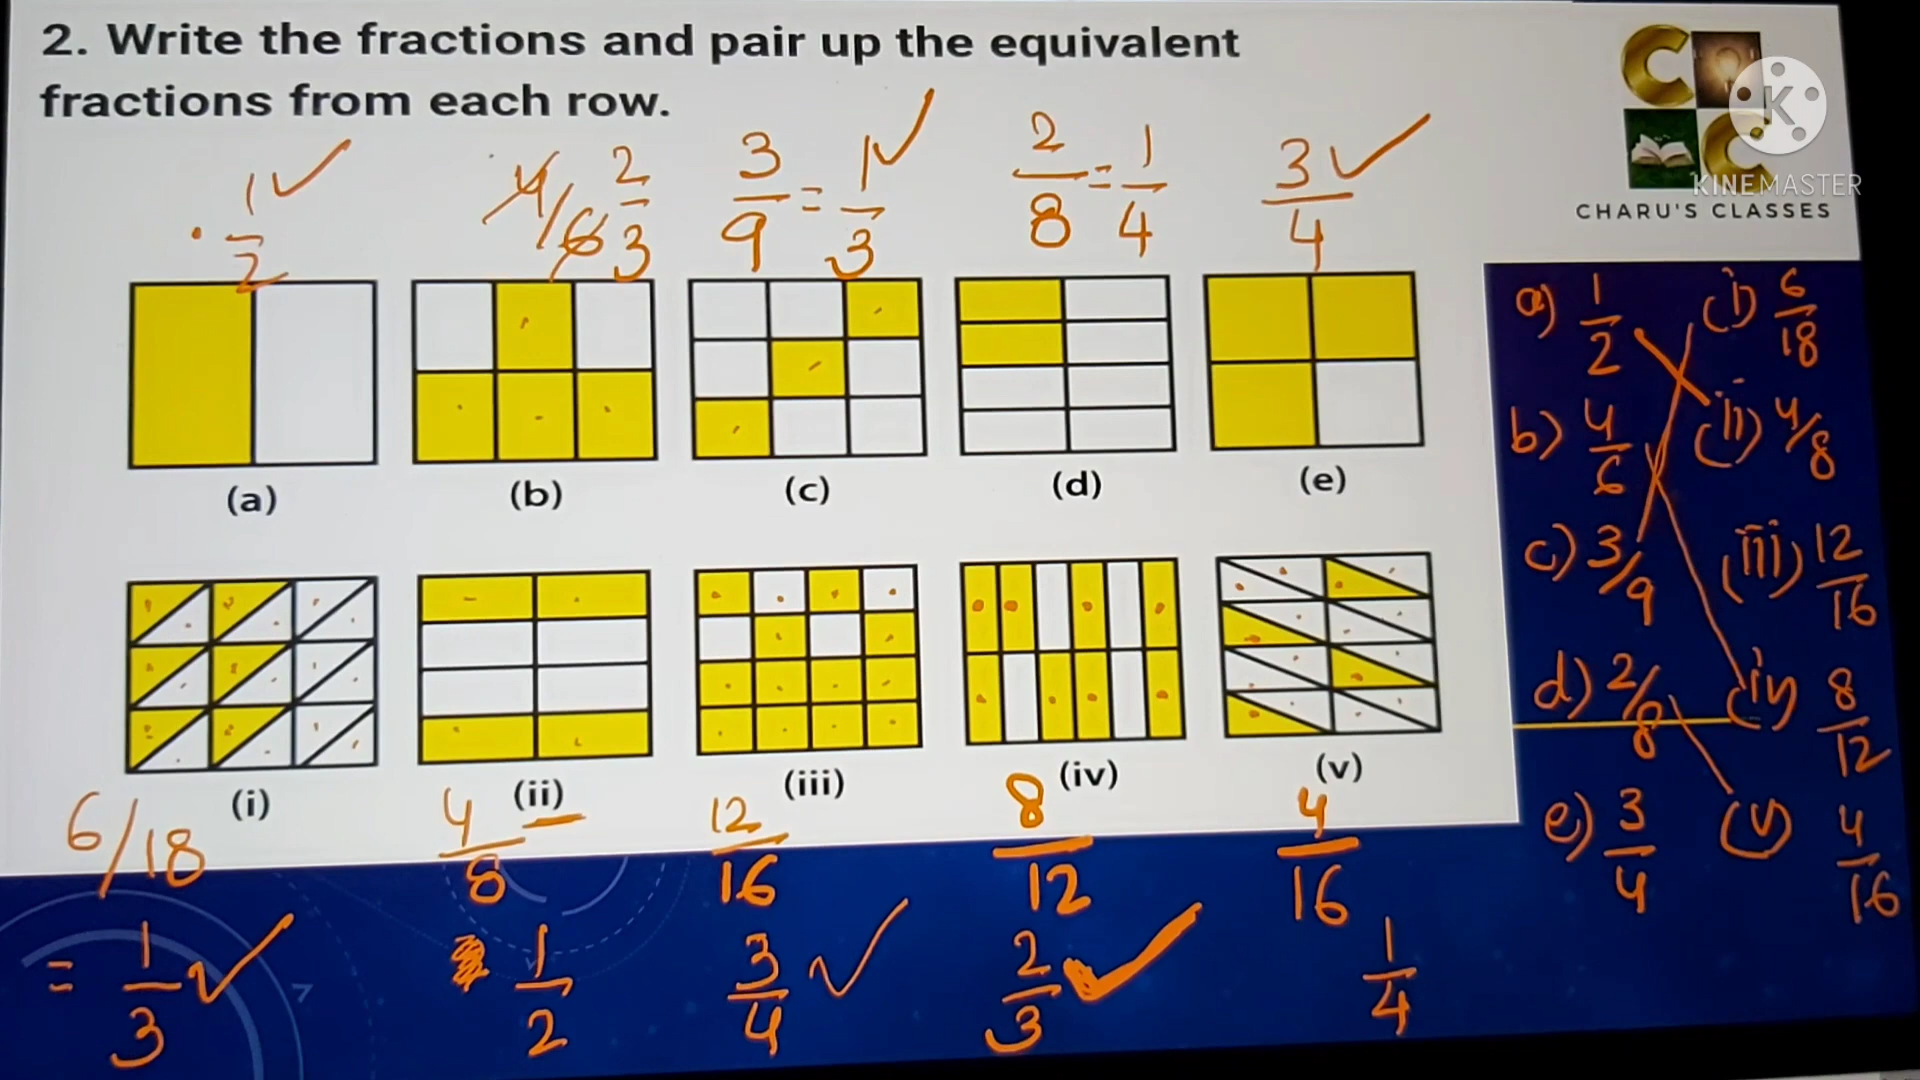 2. Write the fractions and pair up the equivalent
fractions from each row.
KINEMASTER
CHARU'S CLASSES
1/2
4/6 2/3
3/9 = 1/3
2/8 = 1/4
3/4
(a) (b) (c) (d) (e)
(i) (ii) (iii) (iv) (v)
6/18 4/8 12/16 8/12 4/16
= 1/3 1/2 3/4 2/3 1/4
a) 1/2 (i) 6/18
b) 4/6 (ii) 4/8
c) 3/9 (iii) 12/16
d) 2/8 (iv) 8/12
e) 3/4 (v) 4/16